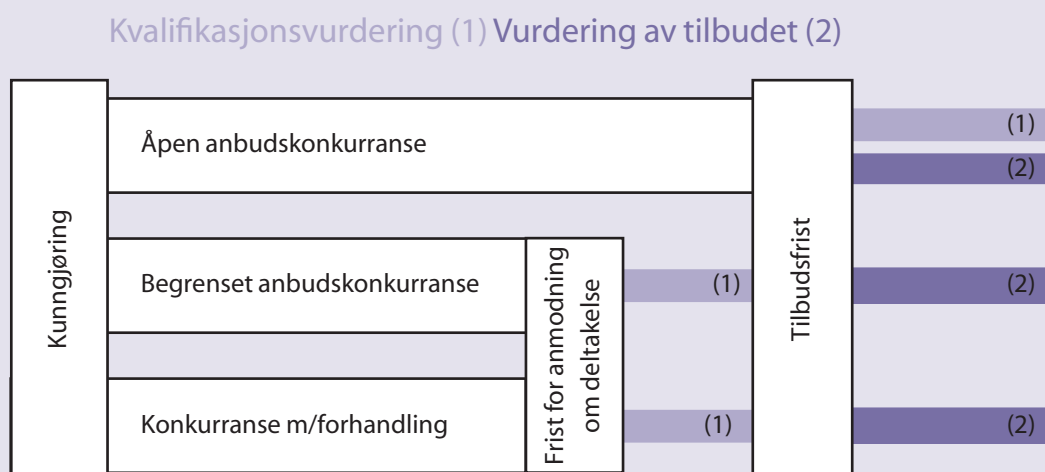 Kvalifikasjonsvurdering (1) Vurdering av tilbudet (2)
Kunngjøring
Åpen anbudskonkurranse
Tilbudsfrist
(1)
(2)
Begrenset anbudskonkurranse
Frist for anmodning
om deltakelse
(1)
(2)
Konkurranse m/forhandling
(1)
(2)